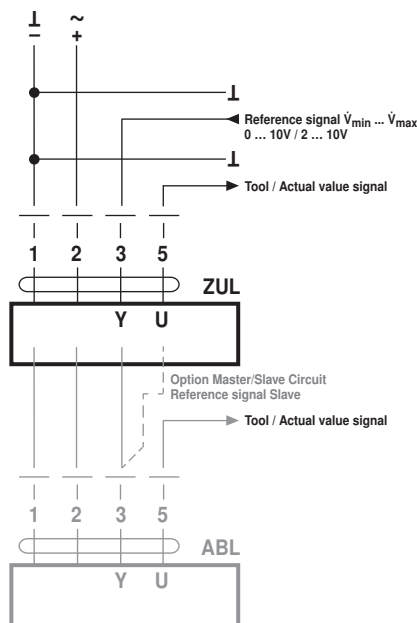 ⊥ ~
− +
⊥
Reference signal V̇min ... V̇max
0 ... 10V / 2 ... 10V
⊥
Tool / Actual value signal
1 2 3 5
ZUL
Y U
Option Master/Slave Circuit
Reference signal Slave
Tool / Actual value signal
1 2 3 5
ABL
Y U